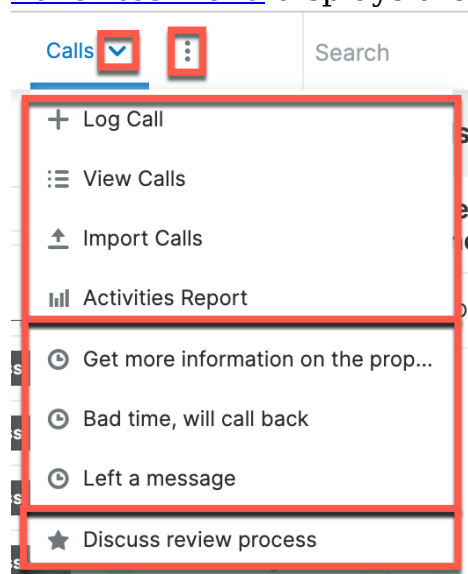 displays
Calls
Search
Log Call
View Calls
Import Calls
Activities Report
Get more information on the prop...
Bad time, will call back
Left a message
Discuss review process